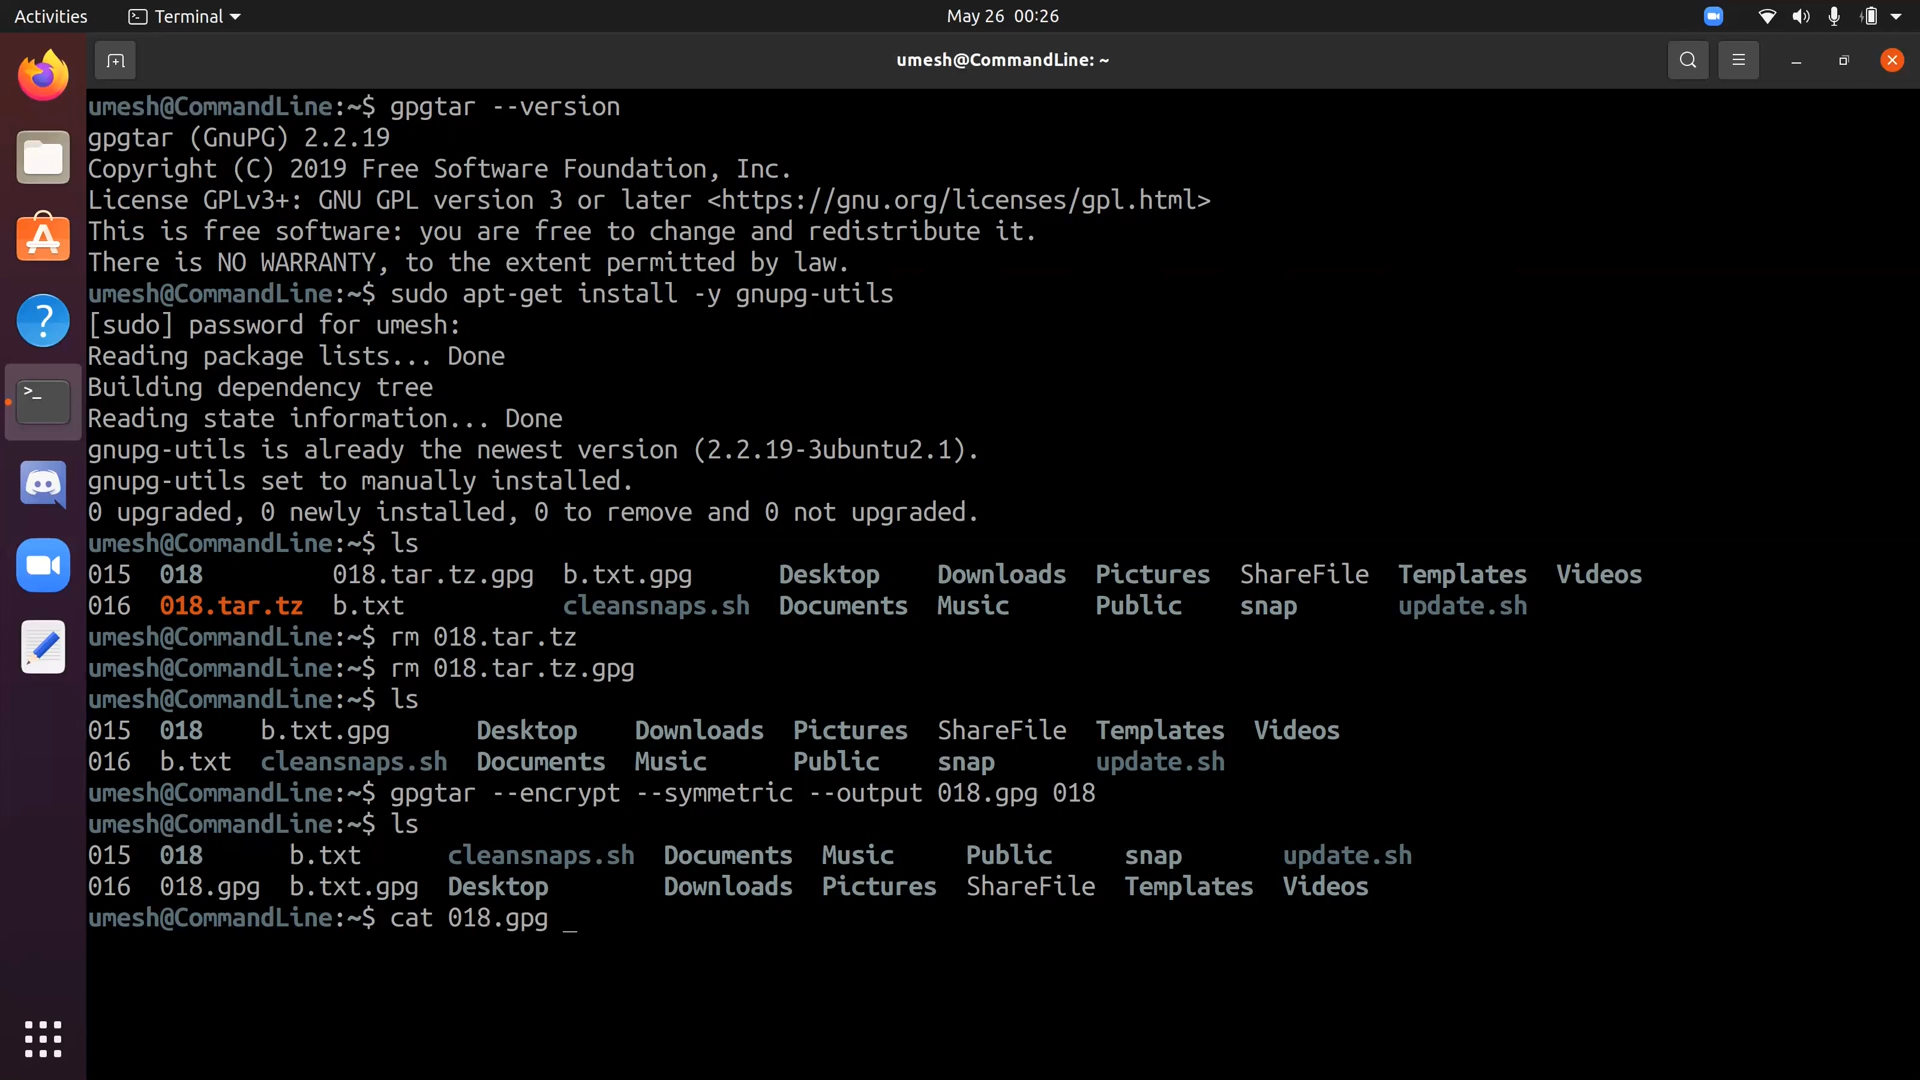 Activities Terminal May 26 00:26
umesh@CommandLine: ~
umesh@CommandLine:~$ gpgtar --version
gpgtar (GnuPG) 2.2.19
Copyright (C) 2019 Free Software Foundation, Inc.
License GPLv3+: GNU GPL version 3 or later <https://gnu.org/licenses/gpl.html>
This is free software: you are free to change and redistribute it.
There is NO WARRANTY, to the extent permitted by law.
umesh@CommandLine:~$ sudo apt-get install -y gnupg-utils
[sudo] password for umesh:
Reading package lists... Done
Building dependency tree
Reading state information... Done
gnupg-utils is already the newest version (2.2.19-3ubuntu2.1).
gnupg-utils set to manually installed.
0 upgraded, 0 newly installed, 0 to remove and 0 not upgraded.
umesh@CommandLine:~$ ls
015 018 018.tar.tz.gpg b.txt.gpg Desktop Downloads Pictures ShareFile Templates Videos
016 018.tar.tz b.txt cleansnaps.sh Documents Music Public snap update.sh
umesh@CommandLine:~$ rm 018.tar.tz
umesh@CommandLine:~$ rm 018.tar.tz.gpg
umesh@CommandLine:~$ ls
015 018 b.txt.gpg Desktop Downloads Pictures ShareFile Templates Videos
016 b.txt cleansnaps.sh Documents Music Public snap update.sh
umesh@CommandLine:~$ gpgtar --encrypt --symmetric --output 018.gpg 018
umesh@CommandLine:~$ ls
015 018 b.txt cleansnaps.sh Documents Music Public snap update.sh
016 018.gpg b.txt.gpg Desktop Downloads Pictures ShareFile Templates Videos
umesh@CommandLine:~$ cat 018.gpg _